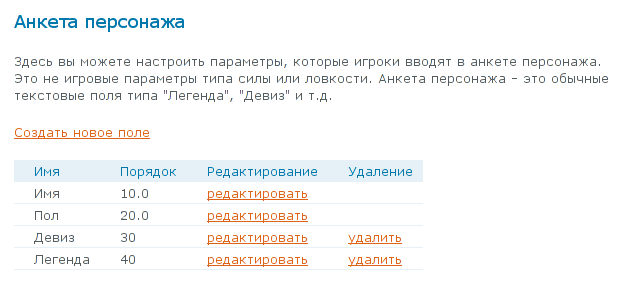 Анкета персонажа
Здесь вы можете настроить параметры, которые игроки вводят в анкете персонажа.
Это не игровые параметры типа силы или ловкости. Анкета персонажа – это обычные
текстовые поля типа "Легенда", "Девиз" и т.д.
Создать новое поле
Имя Порядок Редактирование Удаление
Имя 10.0 редактировать
Пол 20.0 редактировать
Девиз 30 редактировать удалить
Легенда 40 редактировать удалить